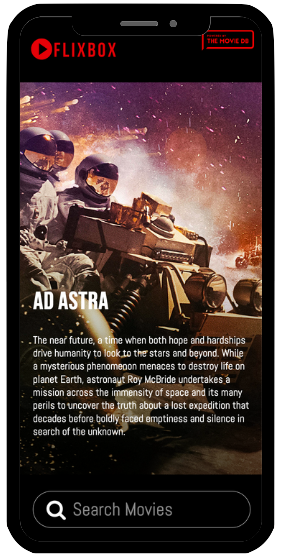 FLIXBOX
THE MOVIE DB
AD ASTRA
The near future, a time when both hope and hardships
drive humanity to look to the stars and beyond. While
a mysterious phenomenon menaces to destroy life on
planet Earth, astronaut Roy McBride undertakes a
mission across the immensity of space and its many
perils to uncover the truth about a lost expedition that
decades before boldly faced emptiness and silence in
search of the unknown.
Search Movies